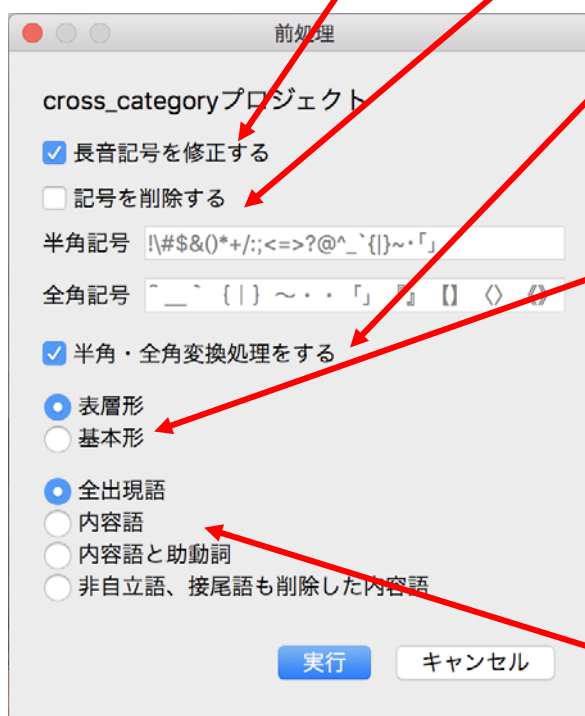 前処理
cross_categoryプロジェクト
長音記号を修正する
記号を削除する
半角記号 !\#$&()*+/:;<=>?@^_`{|}~・「」
全角記号 ＾＿｀｛｜｝～・・「」『』【】〈〉《》
半角・全角変換処理をする
表層形
基本形
全出現語
内容語
内容語と助動詞
非自立語、接尾語も削除した内容語
実行 キャンセル